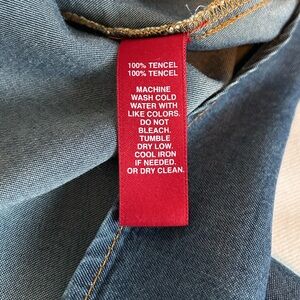 100% TENCEL
100% TENCEL
MACHINE
WASH COLD
WATER WITH
LIKE COLORS.
DO NOT
BLEACH.
TUMBLE
DRY LOW.
COOL IRON
IF NEEDED.
OR DRY CLEAN.